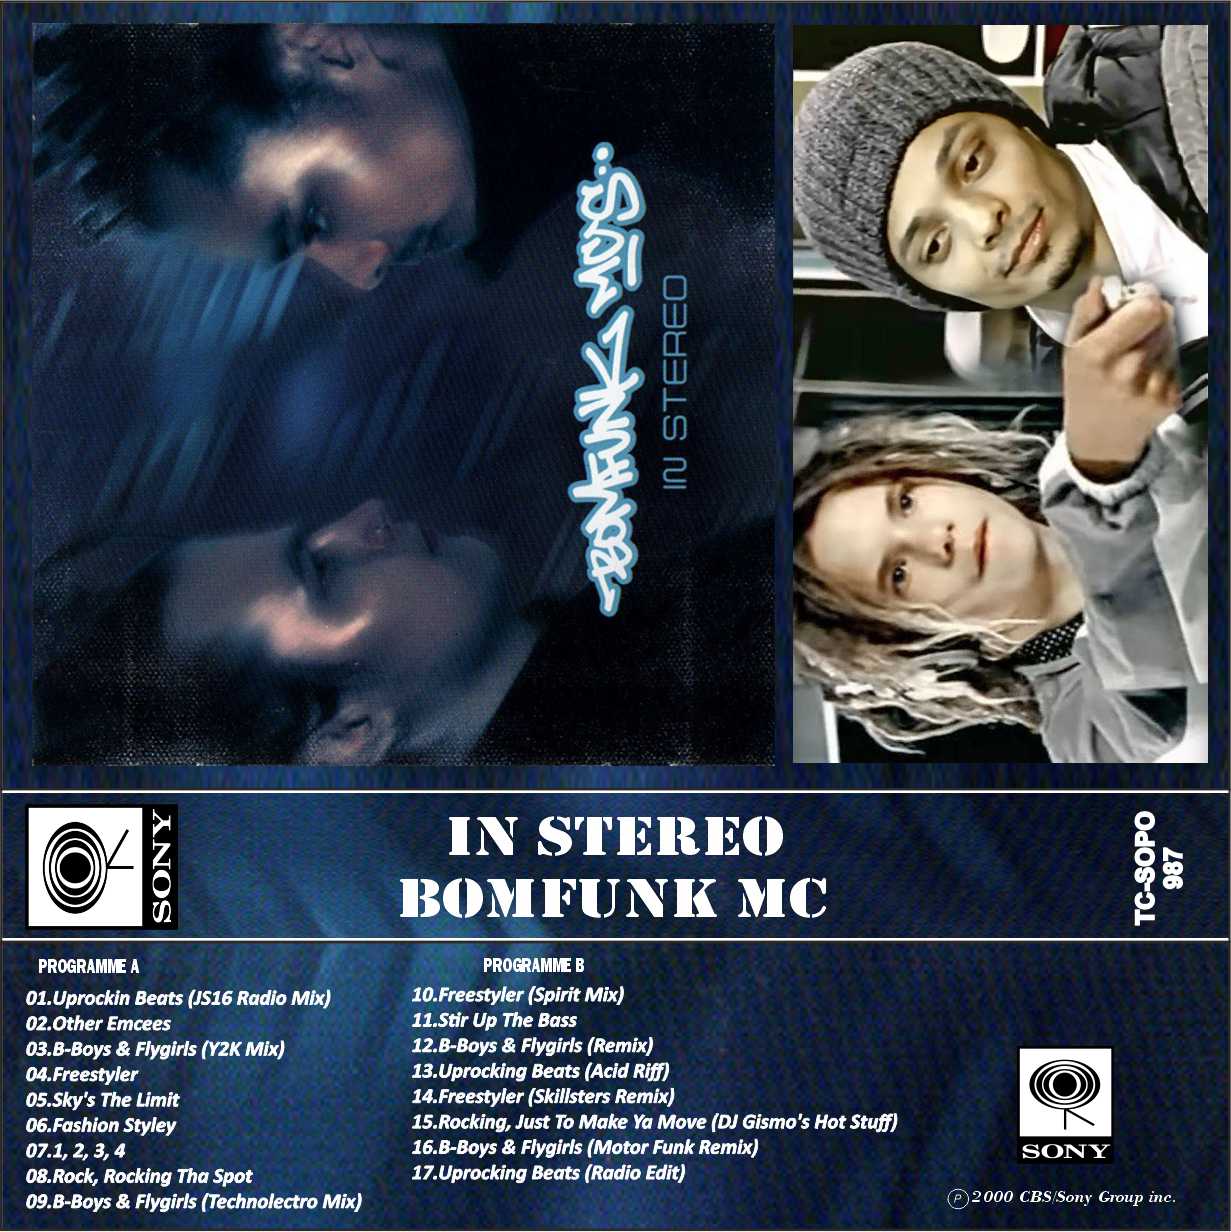 BOMFUNK MC'S..
IN STEREO
SONY
IN STEREO
BOMFUNK MC
TC-SOPO
987
PROGRAMME A
01.Uprockin Beats (JS16 Radio Mix)
02.Other Emcees
03.B-Boys & Flygirls (Y2K Mix)
04.Freestyler
05.Sky's The Limit
06.Fashion Styley
07.1, 2, 3, 4
08.Rock, Rocking Tha Spot
09.B-Boys & Flygirls (Technolectro Mix)
PROGRAMME B
10.Freestyler (Spirit Mix)
11.Stir Up The Bass
12.B-Boys & Flygirls (Remix)
13.Uprocking Beats (Acid Riff)
14.Freestyler (Skillsters Remix)
15.Rocking, Just To Make Ya Move (DJ Gismo's Hot Stuff)
16.B-Boys & Flygirls (Motor Funk Remix)
17.Uprocking Beats (Radio Edit)
SONY
℗2000 CBS/Sony Group inc.